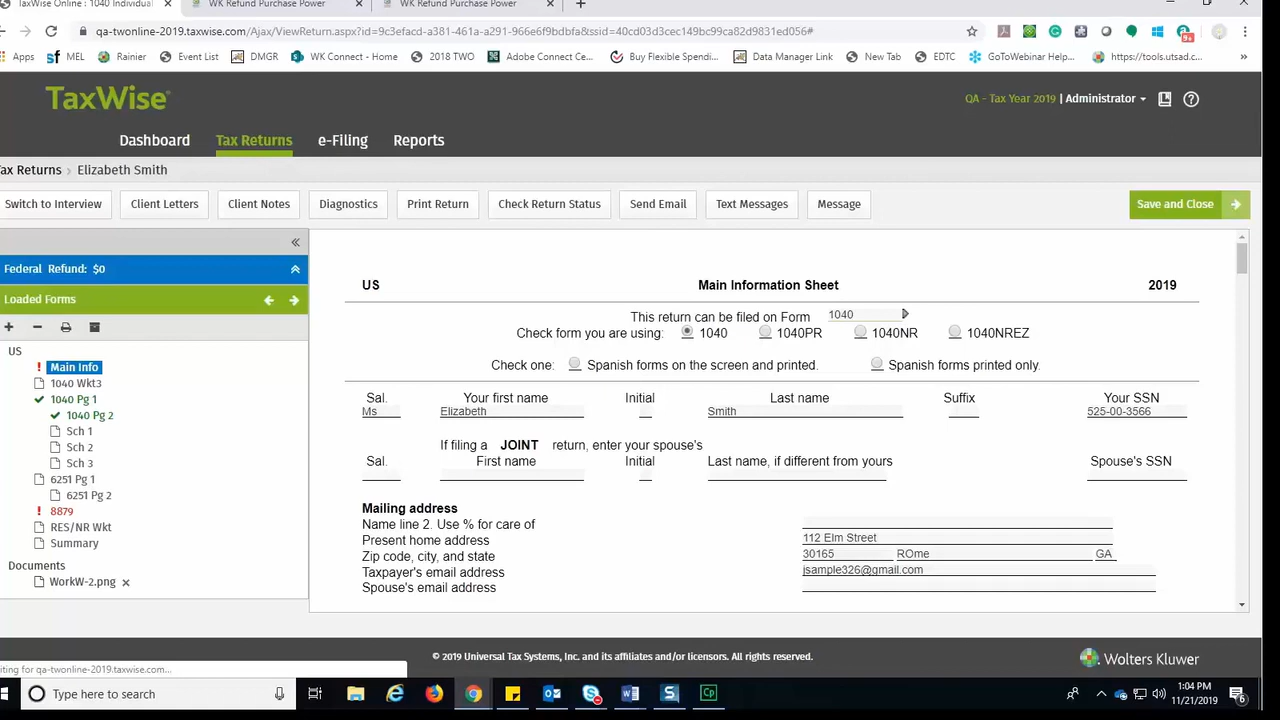 TaxWise Online : 1040 Individual × WK Refund Purchase Power × WK Refund Purchase Power × +
qa-twonline-2019.taxwise.com/Ajax/ViewReturn.aspx?id=9c3efacd-a381-461a-a291-966e6f9bdbfa&ssid=40cd03d3cec149bc99ca82d9831ed056#
Apps MEL Rainier Event List DMGR WK Connect - Home 2018 TWO Adobe Connect Ce... Buy Flexible Spendi... Data Manager Link New Tab EDTC GoToWebinar Help... https://tools.utsad.c... »
TaxWise
QA - Tax Year 2019 | Administrator
Dashboard Tax Returns e-Filing Reports
Tax Returns › Elizabeth Smith
Switch to Interview Client Letters Client Notes Diagnostics Print Return Check Return Status Send Email Text Messages Message Save and Close
Federal Refund: $0
Loaded Forms
US
! Main Info
1040 Wkt3
1040 Pg 1
1040 Pg 2
Sch 1
Sch 2
Sch 3
6251 Pg 1
6251 Pg 2
! 8879
RES/NR Wkt
Summary
Documents
WorkW-2.png ×
US Main Information Sheet 2019
This return can be filed on Form 1040
Check form you are using: 1040 1040PR 1040NR 1040NREZ
Check one: Spanish forms on the screen and printed. Spanish forms printed only.
Sal. Your first name Initial Last name Suffix Your SSN
Ms Elizabeth Smith 525-00-3566
If filing a JOINT return, enter your spouse's
Sal. First name Initial Last name, if different from yours Spouse's SSN
Mailing address
Name line 2. Use % for care of
Present home address 112 Elm Street
Zip code, city, and state 30165 ROme GA
Taxpayer's email address jsample326@gmail.com
Spouse's email address
© 2019 Universal Tax Systems, Inc. and its affiliates and/or licensors. All rights reserved.
Wolters Kluwer
iting for qa-twonline-2019.taxwise.com...
Type here to search
Cp
1:04 PM
11/21/2019
6